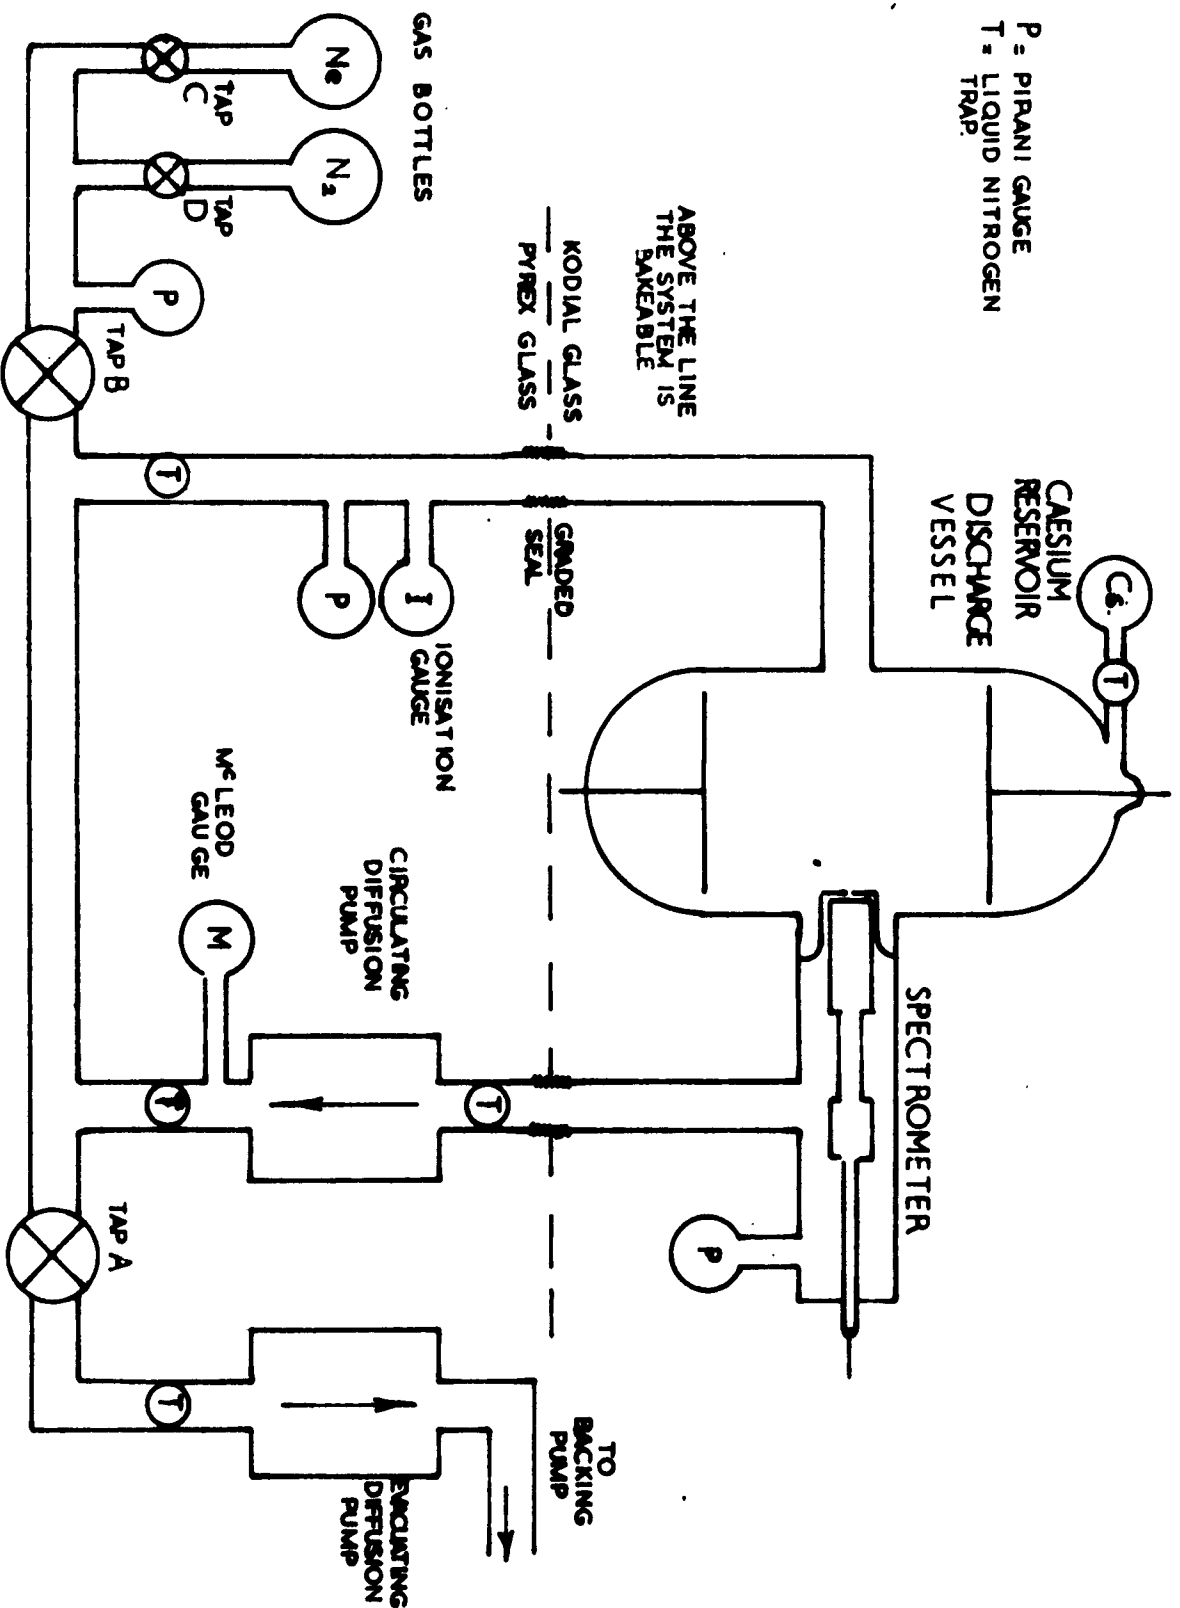 P = PIRANI GAUGE
T = LIQUID NITROGEN
TRAP.
CAESIUM
RESERVOIR
Cs.
T
DISCHARGE
VESSEL
SPECTROMETER
P
ABOVE THE LINE
THE SYSTEM IS
BAKEABLE
KODIAL GLASS
PYREX GLASS
GRADED
SEAL
TO
BACKING
PUMP
GAS BOTTLES
Ne
N₂
TAP
C
TAP
D
P
TAP B
T
P
I
IONISATION
GAUGE
McLEOD
GAUGE
M
CIRCULATING
DIFFUSION
PUMP
T
T
TAP A
T
EVACUATING
DIFFUSION
PUMP